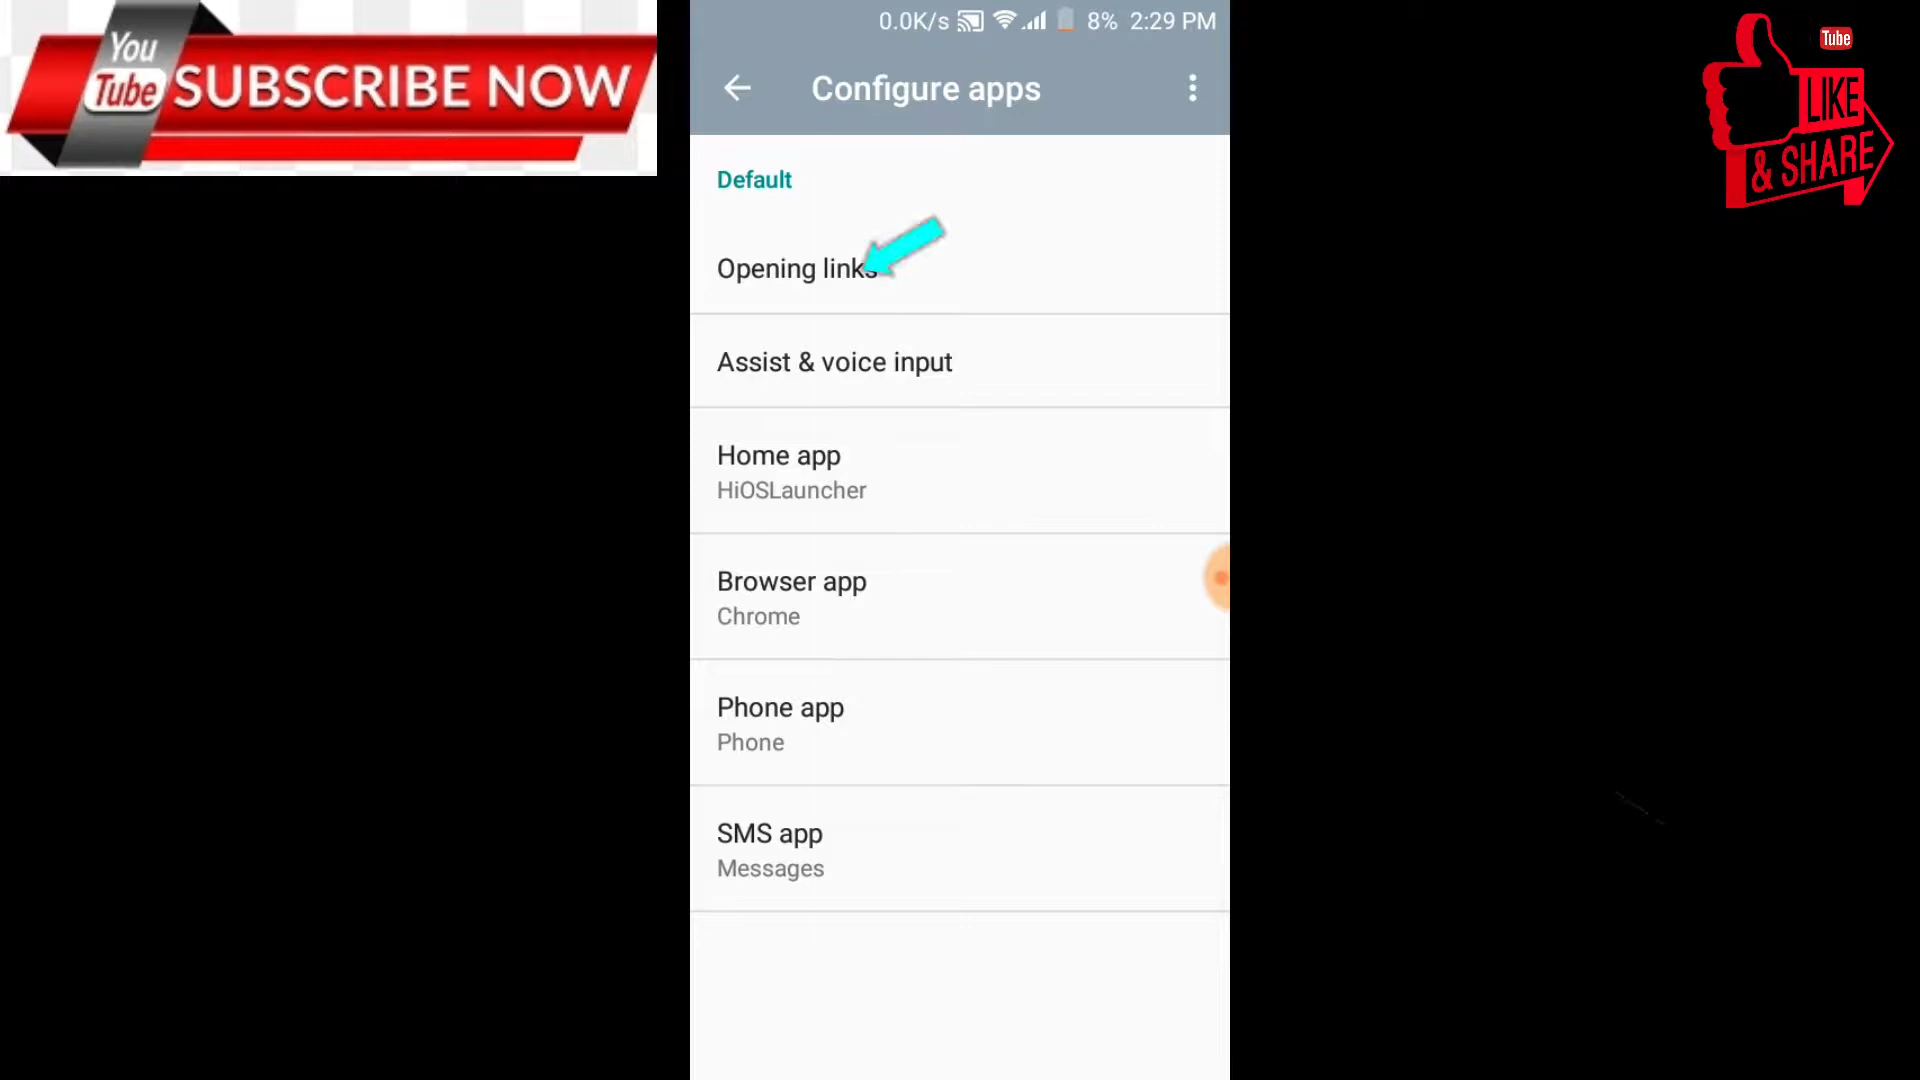 You
Tube
SUBSCRIBE NOW
0.0K/s
8%
2:29 PM
Configure apps
Default
Opening links
Assist & voice input
Home app
HiOSLauncher
Browser app
Chrome
Phone app
Phone
SMS app
Messages
Tube
LIKE
& SHARE